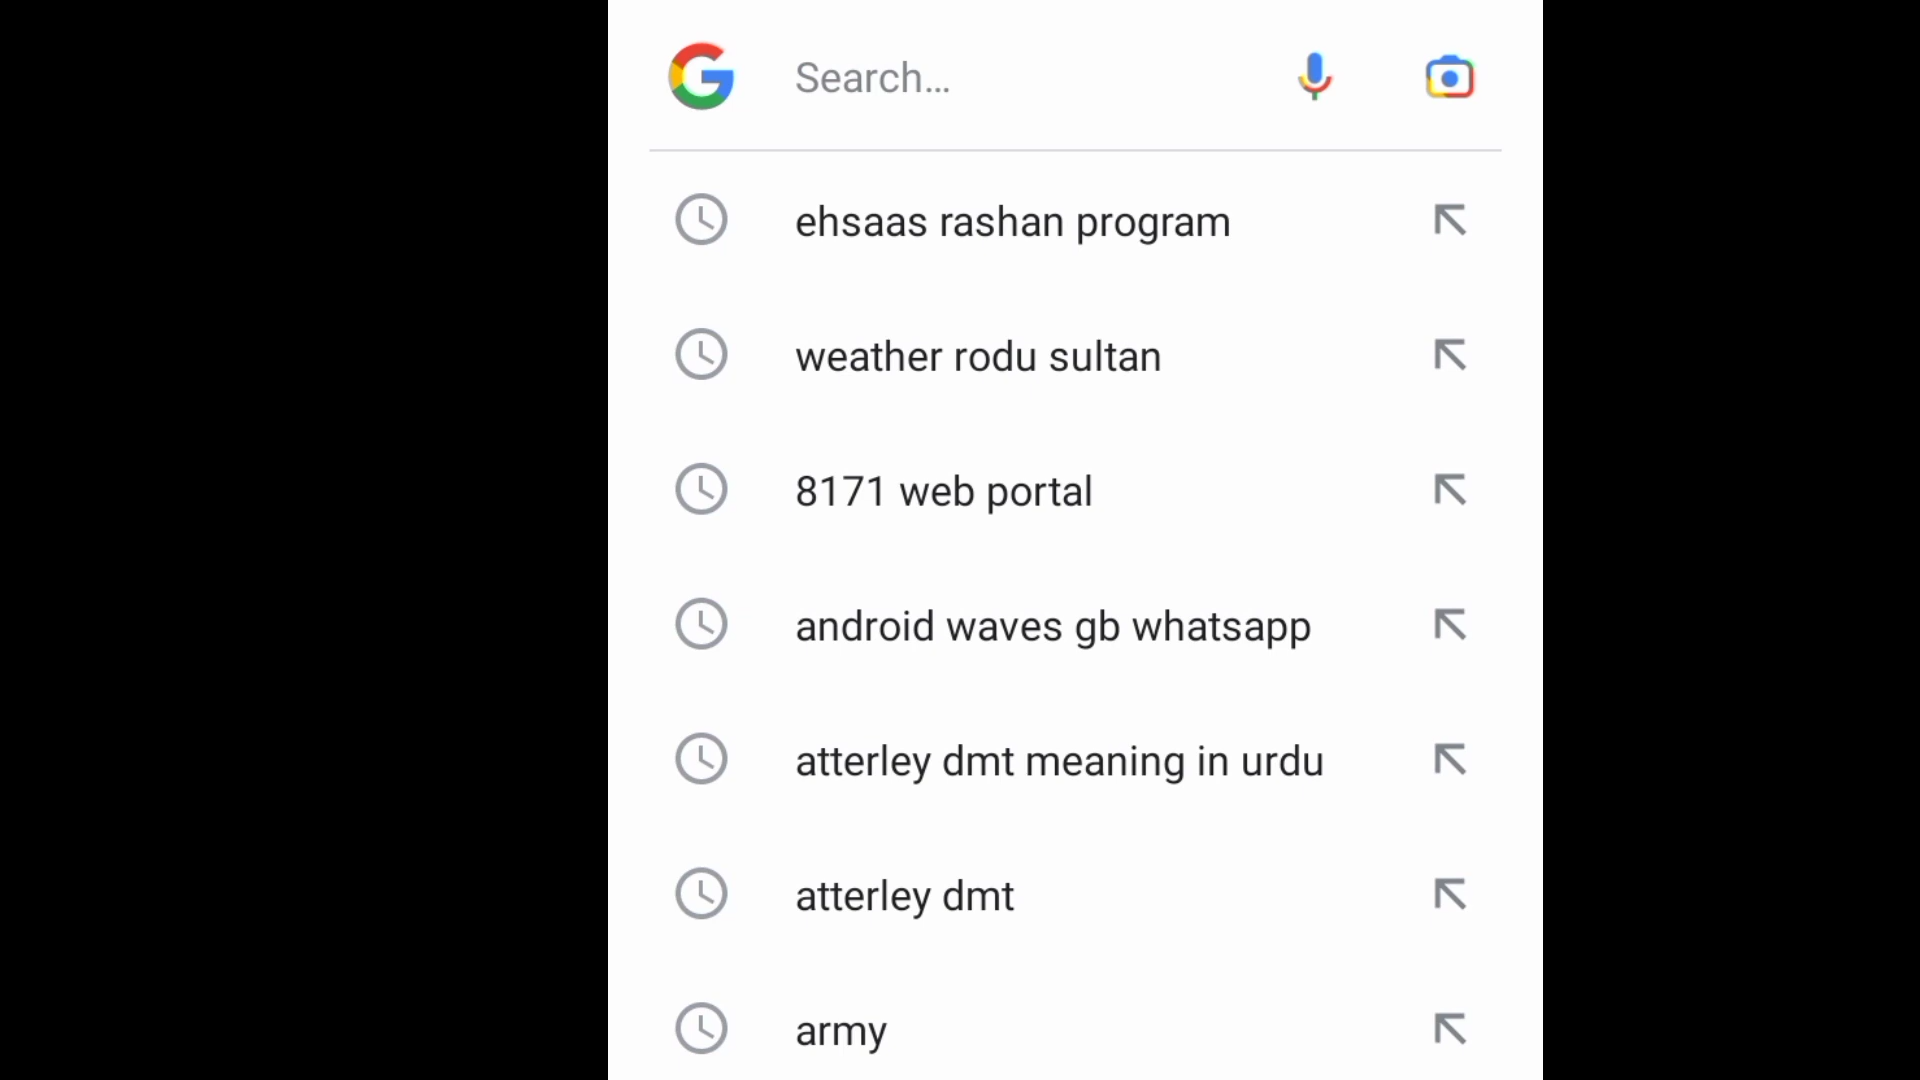 Search…
ehsaas rashan program
weather rodu sultan
8171 web portal
android waves gb whatsapp
atterley dmt meaning in urdu
atterley dmt
army